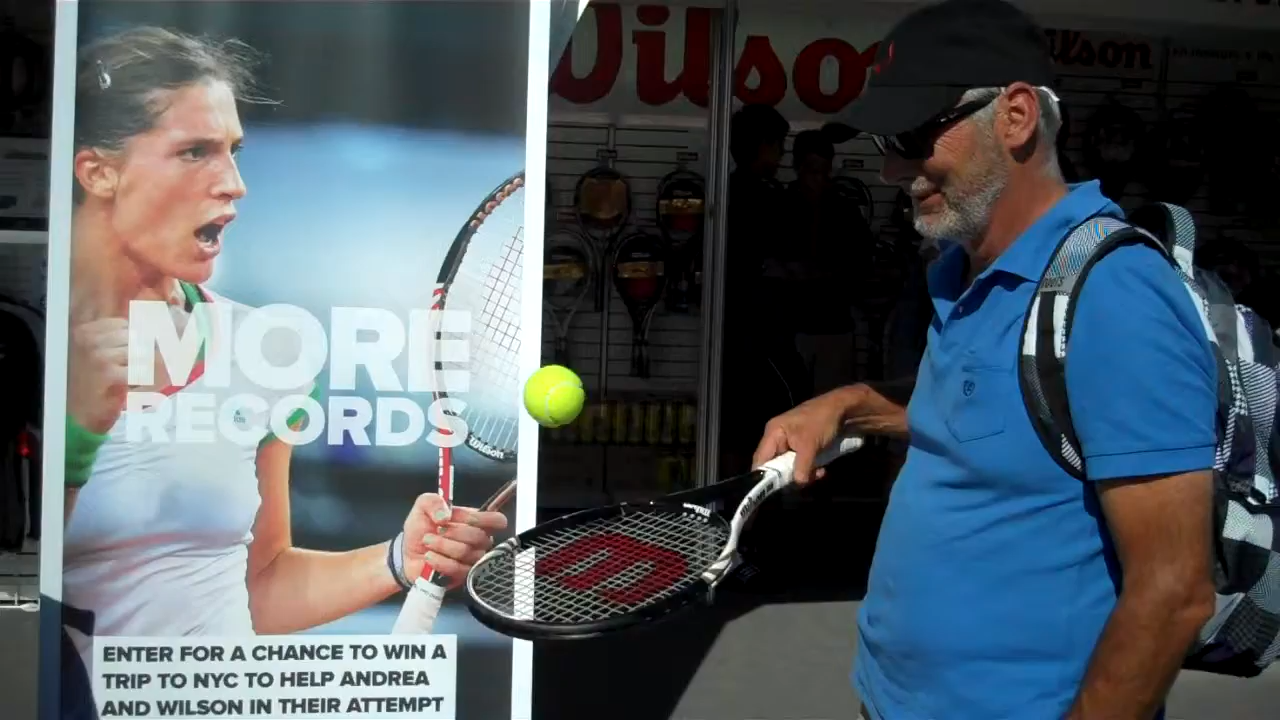 Wilson
Wilson
MORE
RECORDS
Wilson
Wilson
ENTER FOR A CHANCE TO WIN A
TRIP TO NYC TO HELP ANDREA
AND WILSON IN THEIR ATTEMPT